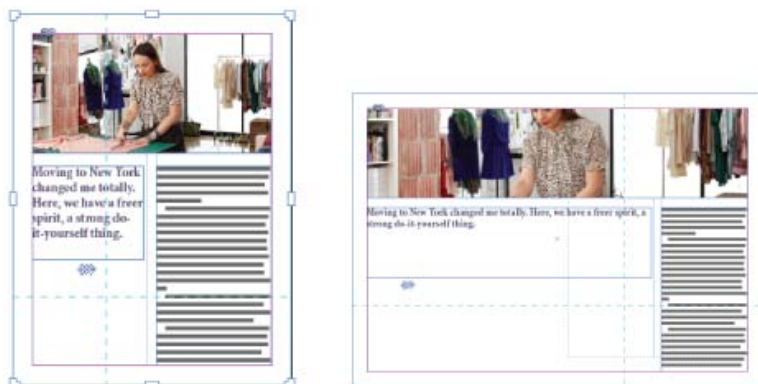 Moving to New York
changed me totally.
Here, we have a freer
spirit, a strong do-
it-yourself thing.
Moving to New York changed me totally. Here, we have a freer spirit, a
strong do-it-yourself thing.